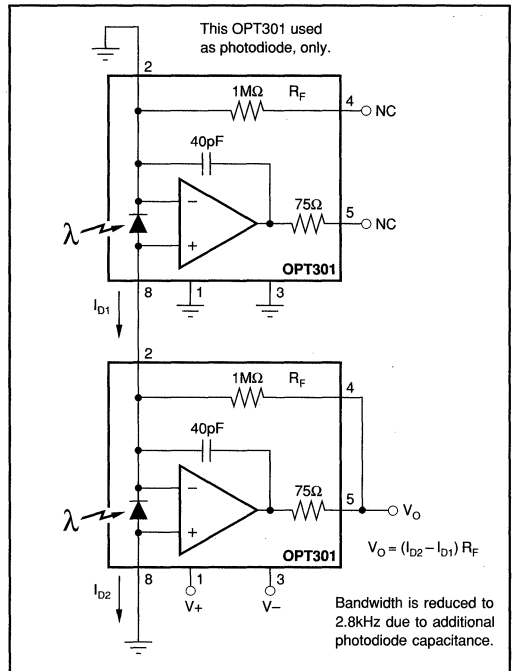 This OPT301 used
as photodiode, only.
2
1MΩ R_F
4
NC
40pF
75Ω
5
NC
−
+
λ
OPT301
8
1
3
I_D1
2
1MΩ R_F
4
40pF
75Ω
5
V_O
−
+
λ
V_O = (I_D2 – I_D1) R_F
OPT301
8
1
3
I_D2
V+
V–
Bandwidth is reduced to
2.8kHz due to additional
photodiode capacitance.